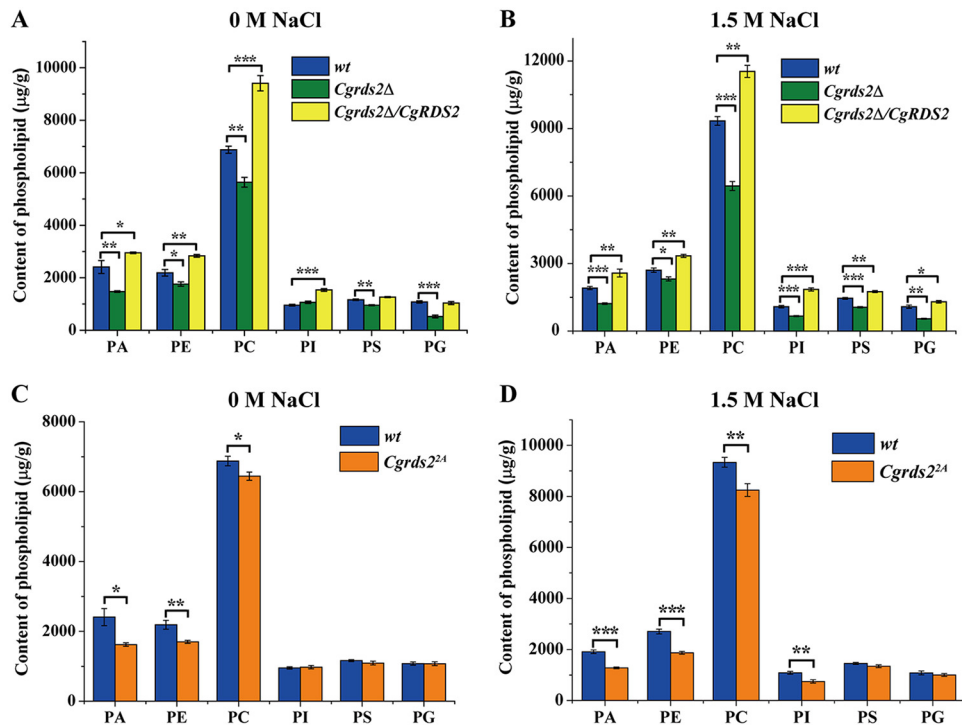 A
0 M NaCl
Content of phospholipid (μg/g)
10000
8000
6000
4000
2000
0
wt
Cgrds2Δ
Cgrds2Δ/CgRDS2
**
*
*
**
**
***
***
**
***
PA PE PC PI PS PG
B
1.5 M NaCl
Content of phospholipid (μg/g)
12000
9000
6000
3000
0
wt
Cgrds2Δ
Cgrds2Δ/CgRDS2
***
**
*
**
***
**
***
***
***
**
**
*
PA PE PC PI PS PG
C
0 M NaCl
Content of phospholipid (μg/g)
8000
6000
4000
2000
0
wt
Cgrds2²ᴬ
*
**
*
PA PE PC PI PS PG
D
1.5 M NaCl
Content of phospholipid (μg/g)
10000
8000
6000
4000
2000
0
wt
Cgrds2²ᴬ
***
***
**
**
PA PE PC PI PS PG